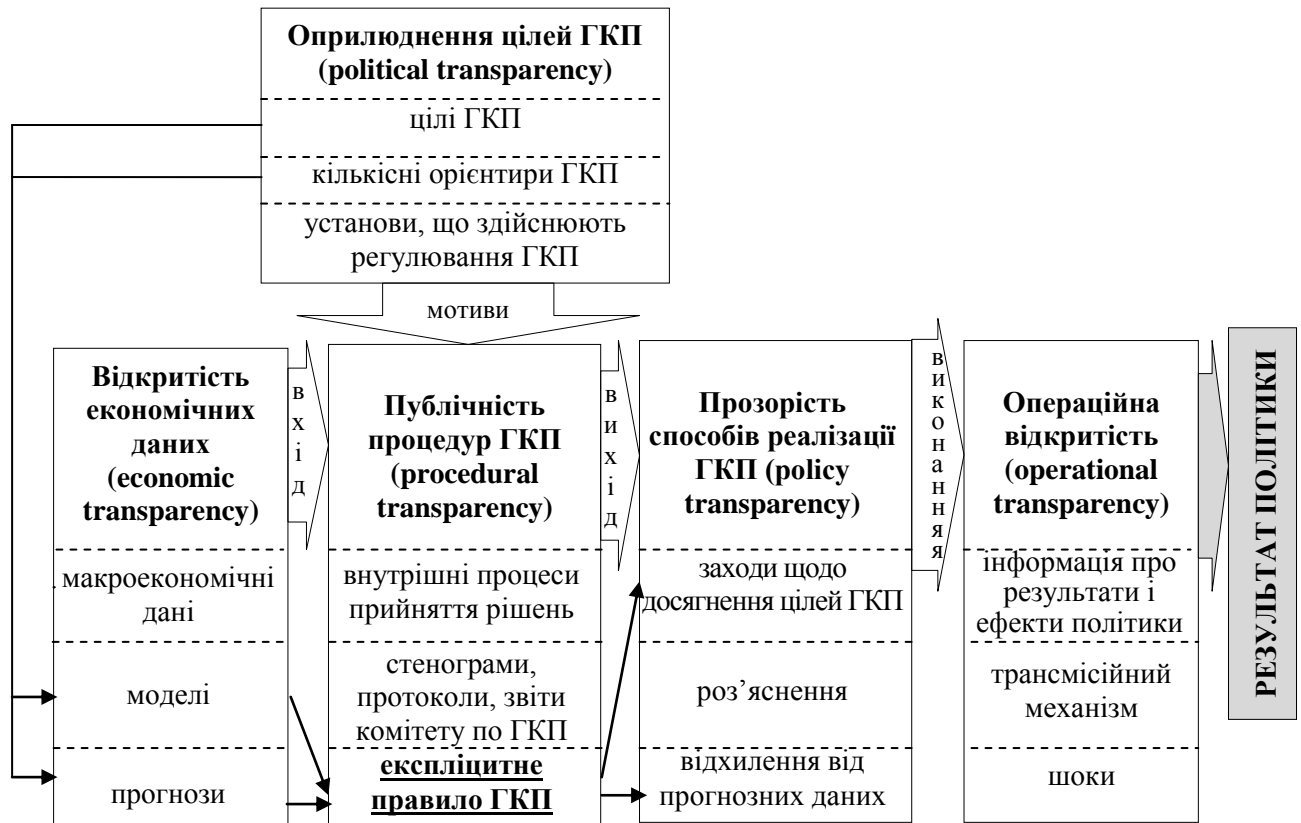 Оприлюднення цілей ГКП
(political transparency)
цілі ГКП
кількісні орієнтири ГКП
установи, що здійснюють
регулювання ГКП
мотиви
Відкритість
економічних
даних
(economic
transparency)
макроекономічні
дані
моделі
прогнози
вхід
Публічність
процедур ГКП
(procedural
transparency)
внутрішні процеси
прийняття рішень
стенограми,
протоколи, звіти
комітету по ГКП
експліцитне
правило ГКП
вихід
Прозорість
способів реалізації
ГКП (policy
transparency)
заходи щодо
досягнення цілей ГКП
роз’яснення
відхилення від
прогнозних даних
виконанняя
Операційна
відкритість
(operational
transparency)
інформація про
результати і
ефекти політики
трансмісійний
механізм
шоки
РЕЗУЛЬТАТ ПОЛІТИКИ